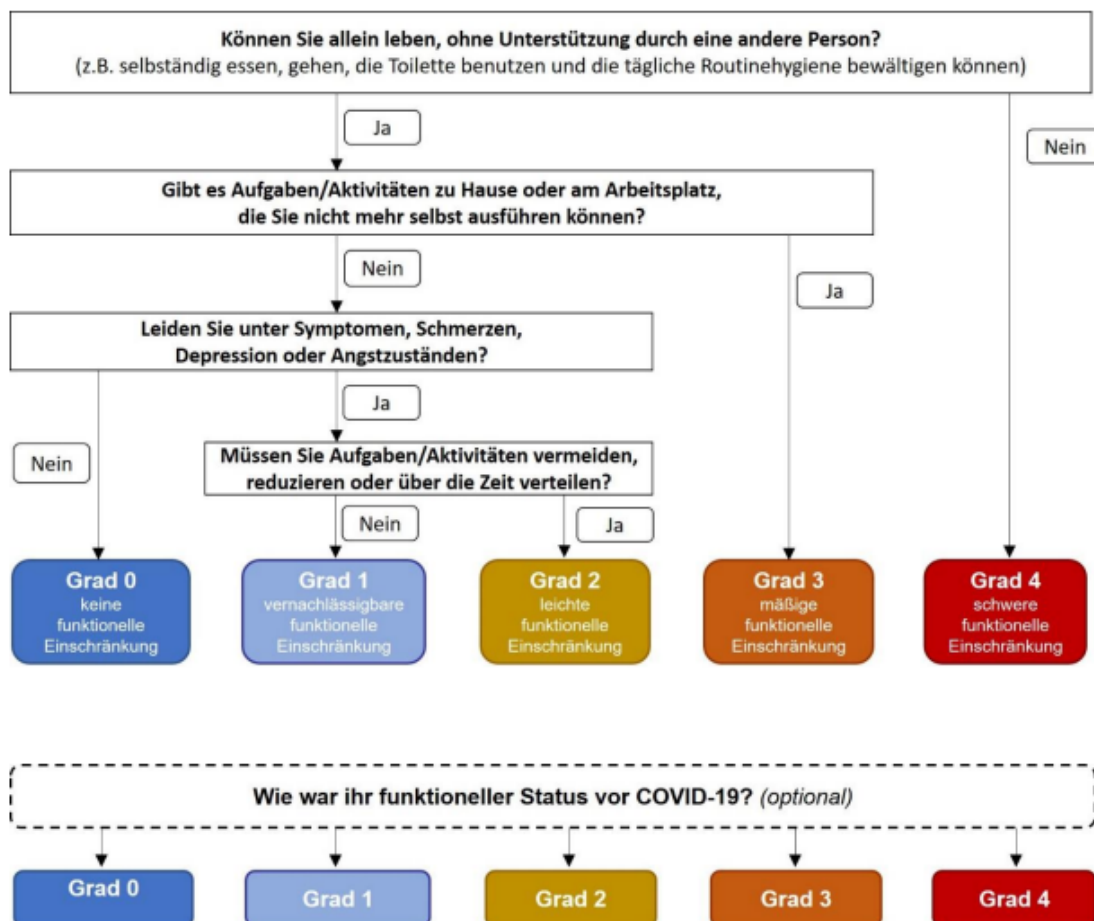 Können Sie allein leben, ohne Unterstützung durch eine andere Person?
(z.B. selbständig essen, gehen, die Toilette benutzen und die tägliche Routinehygiene bewältigen können)
Ja
Nein
Gibt es Aufgaben/Aktivitäten zu Hause oder am Arbeitsplatz,
die Sie nicht mehr selbst ausführen können?
Nein
Ja
Leiden Sie unter Symptomen, Schmerzen,
Depression oder Angstzuständen?
Ja
Nein
Müssen Sie Aufgaben/Aktivitäten vermeiden,
reduzieren oder über die Zeit verteilen?
Nein
Ja
Grad 0
keine
funktionelle
Einschränkung
Grad 1
vernachlässigbare
funktionelle
Einschränkung
Grad 2
leichte
funktionelle
Einschränkung
Grad 3
mäßige
funktionelle
Einschränkung
Grad 4
schwere
funktionelle
Einschränkung
Wie war ihr funktioneller Status vor COVID-19? (optional)
Grad 0
Grad 1
Grad 2
Grad 3
Grad 4